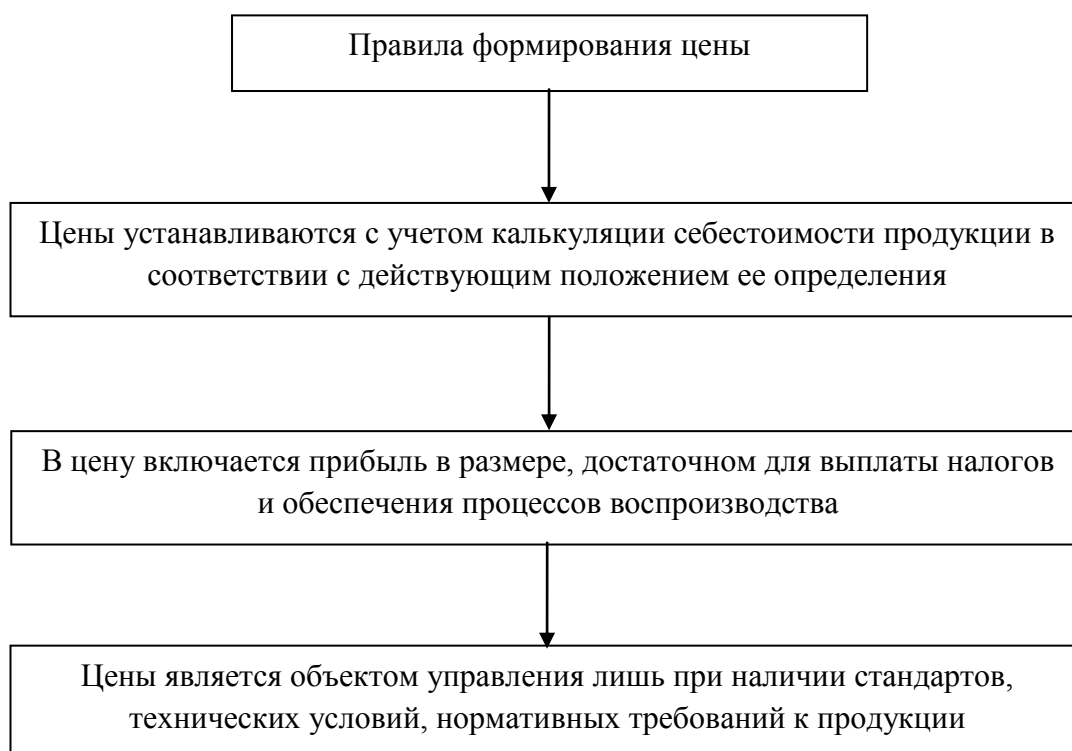 Правила формирования цены
Цены устанавливаются с учетом калькуляции себестоимости продукции в
соответствии с действующим положением ее определения
В цену включается прибыль в размере, достаточном для выплаты налогов
и обеспечения процессов воспроизводства
Цены является объектом управления лишь при наличии стандартов,
технических условий, нормативных требований к продукции